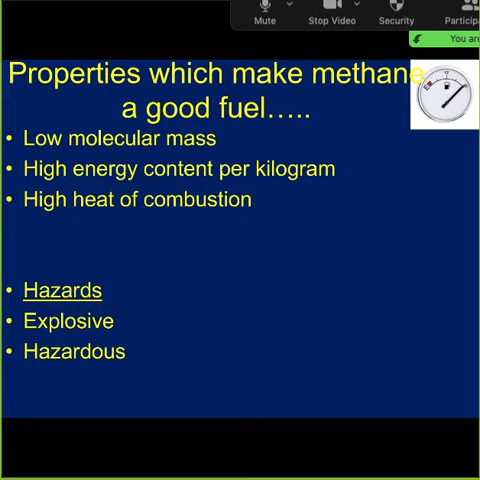 Mute
Stop Video
Security
Particip
You are
Properties which make methane
a good fuel.....
• Low molecular mass
• High energy content per kilogram
• High heat of combustion
• Hazards
• Explosive
• Hazardous